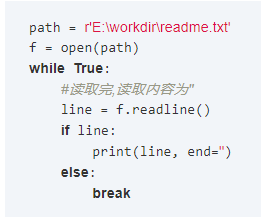 path = r'E:\workdir\readme.txt'
f = open(path)
while True:
    #读取完,读取内容为''
    line = f.readline()
    if line:
        print(line, end='')
    else:
        break